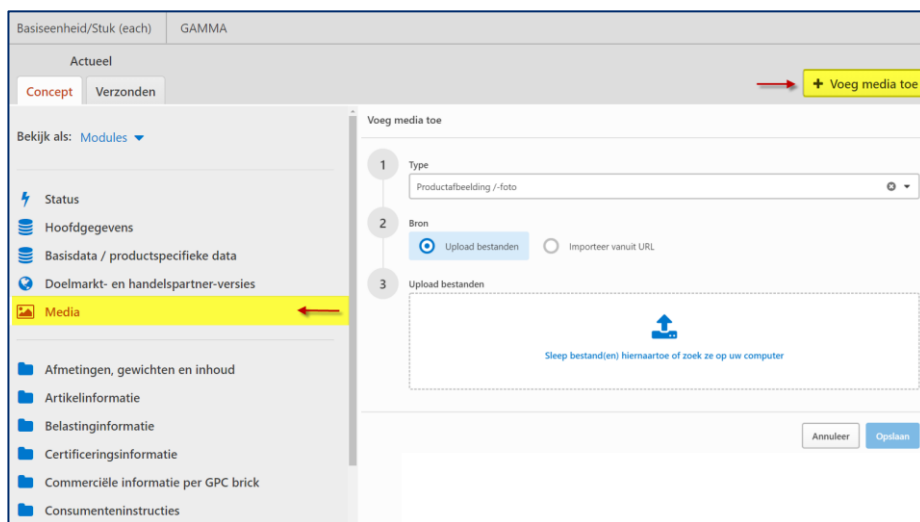 Basiseenheid/Stuk (each) GAMMA
Actueel
Concept Verzonden
+ Voeg media toe
Bekijk als: Modules
Status
Hoofdgegevens
Basisdata / productspecifieke data
Doelmarkt- en handelspartner-versies
Media
Afmetingen, gewichten en inhoud
Artikelinformatie
Belastinginformatie
Certificeringsinformatie
Commerciële informatie per GPC brick
Consumenteninstructies
Voeg media toe
1 Type
Productafbeelding /-foto
2 Bron
Upload bestanden Importeer vanuit URL
3 Upload bestanden
Sleep bestand(en) hiernaartoe of zoek ze op uw computer
Annuleer Opslaan